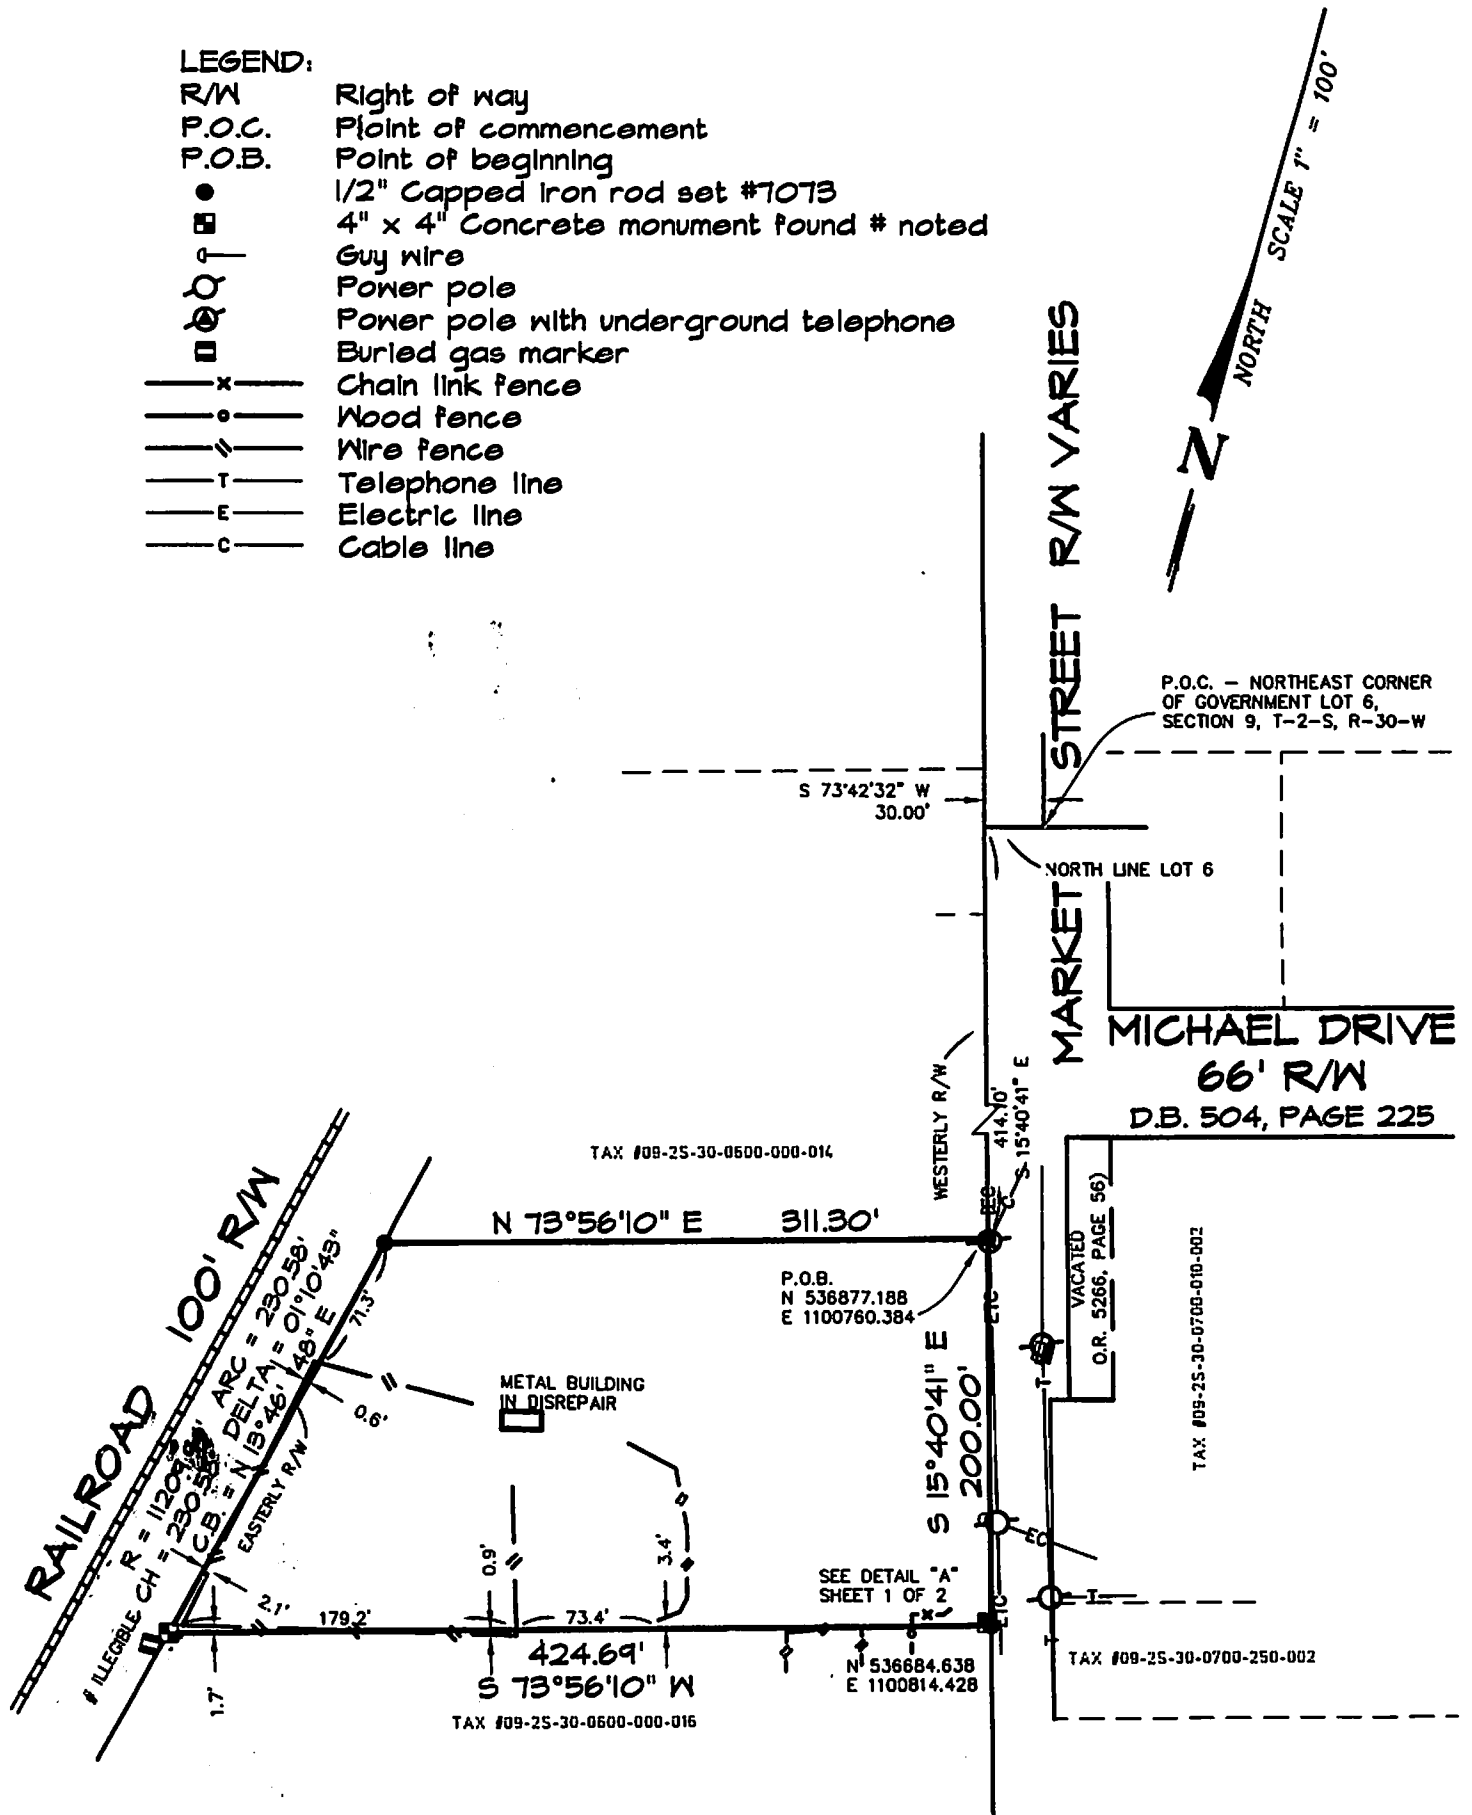 LEGEND:
R/W Right of way
P.O.C. Point of commencement
P.O.B. Point of beginning
1/2" Capped iron rod set #7073
4" x 4" Concrete monument found # noted
Guy wire
Power pole
Power pole with underground telephone
Buried gas marker
x Chain link fence
o Wood fence
// Wire fence
T Telephone line
E Electric line
C Cable line
SCALE 1" = 100'
NORTH
N
MARKET STREET R/W VARIES
P.O.C. – NORTHEAST CORNER
OF GOVERNMENT LOT 6,
SECTION 9, T-2-S, R-30-W
S 73°42'32" W
30.00'
NORTH LINE LOT 6
MICHAEL DRIVE
66' R/W
D.B. 504, PAGE 225
WESTERLY R/W
414.10'
S 15°40'41" E
TAX #09-2S-30-0600-000-014
N 73°56'10" E 311.30'
P.O.B.
N 536877.188
E 1100760.384
VACATED
O.R. 5266, PAGE 56)
TAX #09-2S-30-0700-010-002
RAILROAD 100' R/W
ARC = 230.58'
DELTA = 01°10'43"
CH = 230.58'
C.B. = N 13°46'48" E
EASTERLY R/W
# ILLEGIBLE
71.3'
0.6'
METAL BUILDING
IN DISREPAIR
S 15°40'41" E
200.00'
ETC
T
EC
T
ETC
SEE DETAIL "A"
SHEET 1 OF 2
x
2.1'
179.2'
0.9'
73.4'
3.4'
1.7'
424.69'
S 73°56'10" W
N 536684.638
E 1100814.428
TAX #09-2S-30-0600-000-016
TAX #09-2S-30-0700-250-002